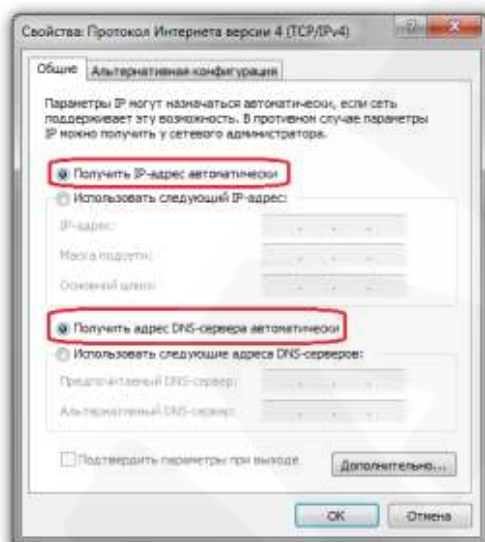 Свойства: Протокол Интернета версии 4 (TCP/IPv4)
Общие Альтернативная конфигурация
Параметры IP могут назначаться автоматически, если сеть
поддерживает эту возможность. В противном случае параметры
IP можно получить у сетевого администратора.
Получить IP-адрес автоматически
Использовать следующий IP-адрес:
IP-адрес:
Маска подсети:
Основной шлюз:
Получить адрес DNS-сервера автоматически
Использовать следующие адреса DNS-серверов:
Предпочитаемый DNS-сервер:
Альтернативный DNS-сервер:
Подтвердить параметры при выходе
Дополнительно...
ОК Отмена